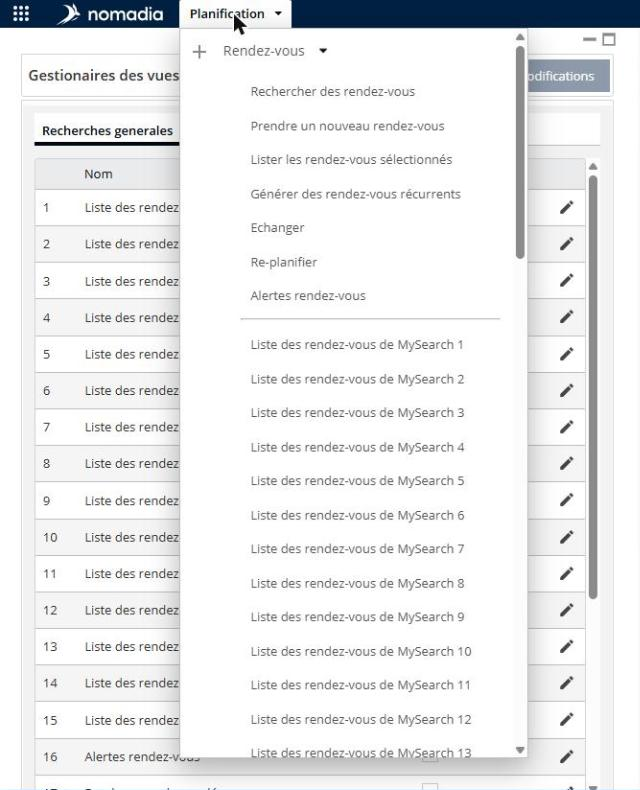 nomadia
Planification
Rendez-vous
Gestionaires des vues
odifications
Rechercher des rendez-vous
Recherches generales
Prendre un nouveau rendez-vous
Lister les rendez-vous sélectionnés
Nom
Générer des rendez-vous récurrents
1 Liste des rendez
Echanger
2 Liste des rendez
Re-planifier
3 Liste des rendez
Alertes rendez-vous
4 Liste des rendez
Liste des rendez-vous de MySearch 1
5 Liste des rendez
Liste des rendez-vous de MySearch 2
6 Liste des rendez
Liste des rendez-vous de MySearch 3
7 Liste des rendez
Liste des rendez-vous de MySearch 4
8 Liste des rendez
Liste des rendez-vous de MySearch 5
9 Liste des rendez
Liste des rendez-vous de MySearch 6
10 Liste des rendez
Liste des rendez-vous de MySearch 7
11 Liste des rendez
Liste des rendez-vous de MySearch 8
12 Liste des rendez
Liste des rendez-vous de MySearch 9
13 Liste des rendez
Liste des rendez-vous de MySearch 10
14 Liste des rendez
Liste des rendez-vous de MySearch 11
15 Liste des rendez
Liste des rendez-vous de MySearch 12
16 Alertes rendez-vous
Liste des rendez-vous de MySearch 13